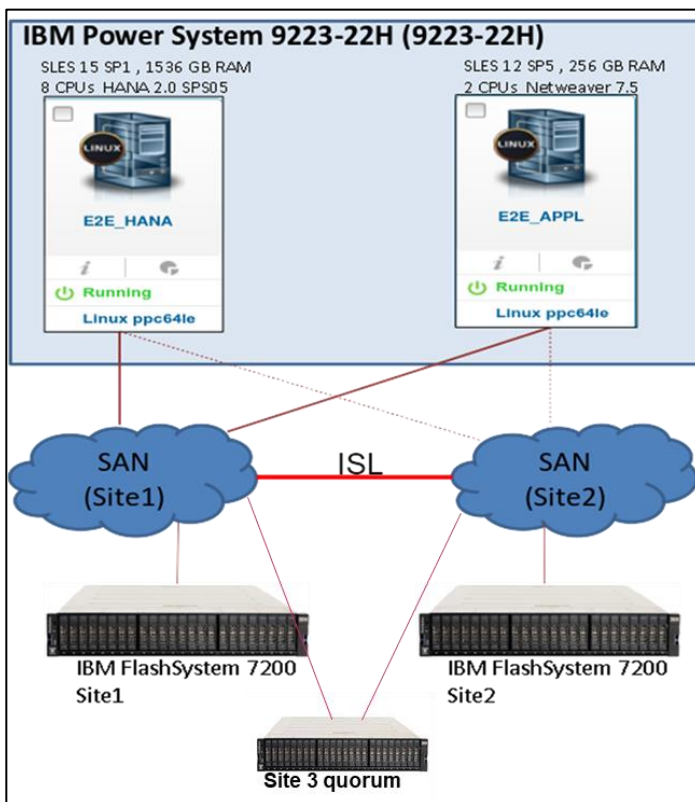 IBM Power System 9223-22H (9223-22H)
SLES 15 SP1 , 1536 GB RAM
8 CPUs HANA 2.0 SPS05
SLES 12 SP5 , 256 GB RAM
2 CPUs Netweaver 7.5
LINUX
E2E_HANA
i
Running
Linux ppc64le
LINUX
E2E_APPL
i
Running
Linux ppc64le
SAN
(Site1)
ISL
SAN
(Site2)
IBM FlashSystem 7200
Site1
IBM FlashSystem 7200
Site2
Site 3 quorum